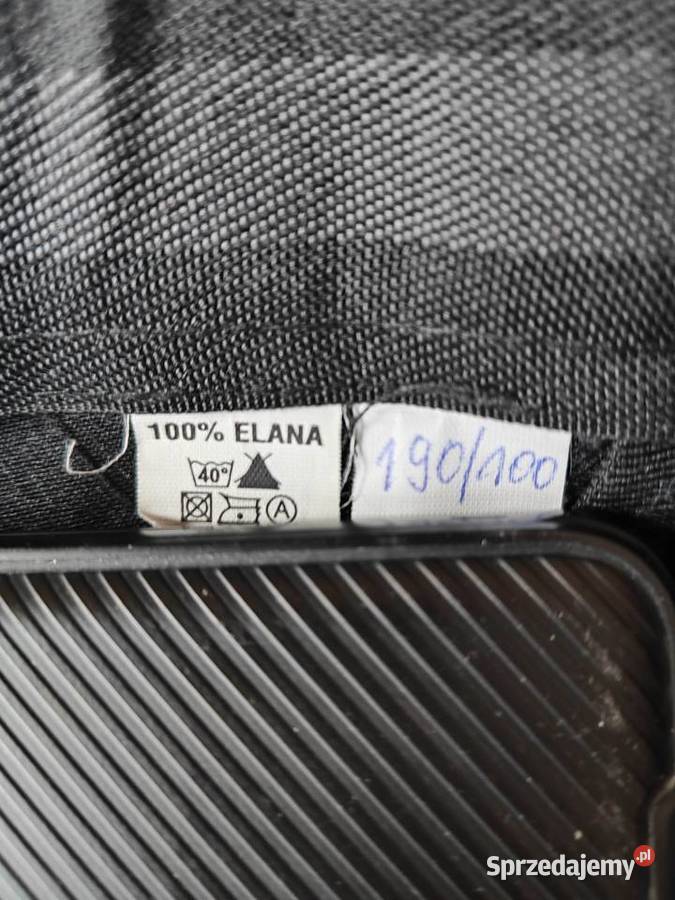 100% ELANA
40°
A
190/100
Sprzedajemy.pl